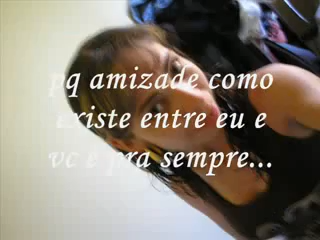 pq amizade como
existe entre eu e
vc é pra sempre...